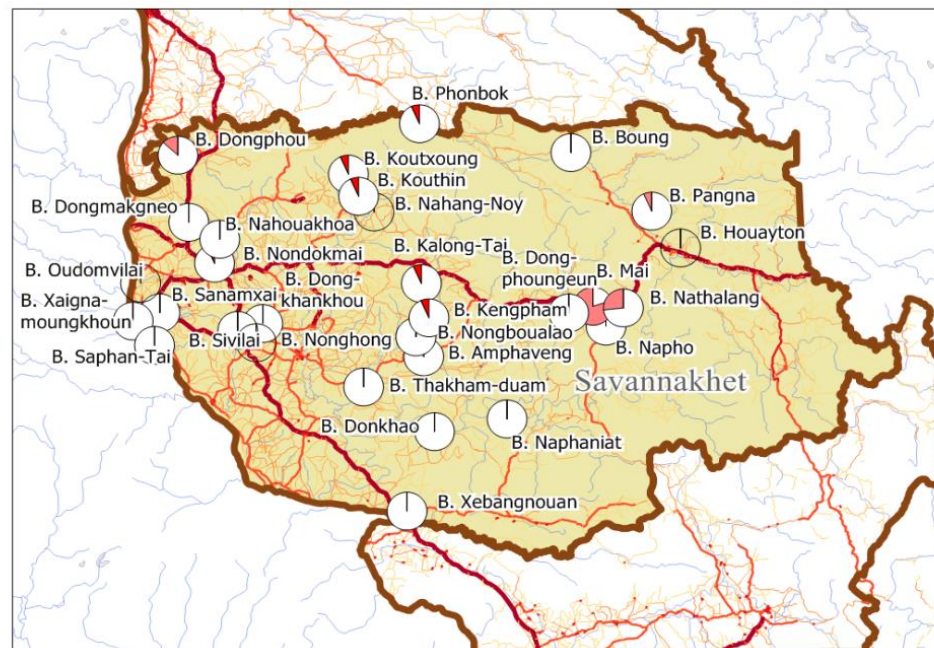 B. Phonbok
B. Dongphou
B. Boung
B. Koutxoung
B. Kouthin
B. Pangna
B. Nahang-Noy
B. Dongmakgneo
B. Nahouakhoa
B. Houayton
B. Kalong-Tai
B. Dong-
phoungeun
B. Nondokmai
B. Oudomvilai
B. Dong-
khankhou
B. Mai
B. Sanamxai
B. Xaigna-
moungkhoun
B. Kengpham
B. Nathalang
B. Sivilai
B. Nonghong
B. Nongboualao
B. Napho
B. Saphan-Tai
B. Amphaveng
B. Thakham-duam
Savannakhet
B. Donkhao
B. Naphaniat
B. Xebangnouan